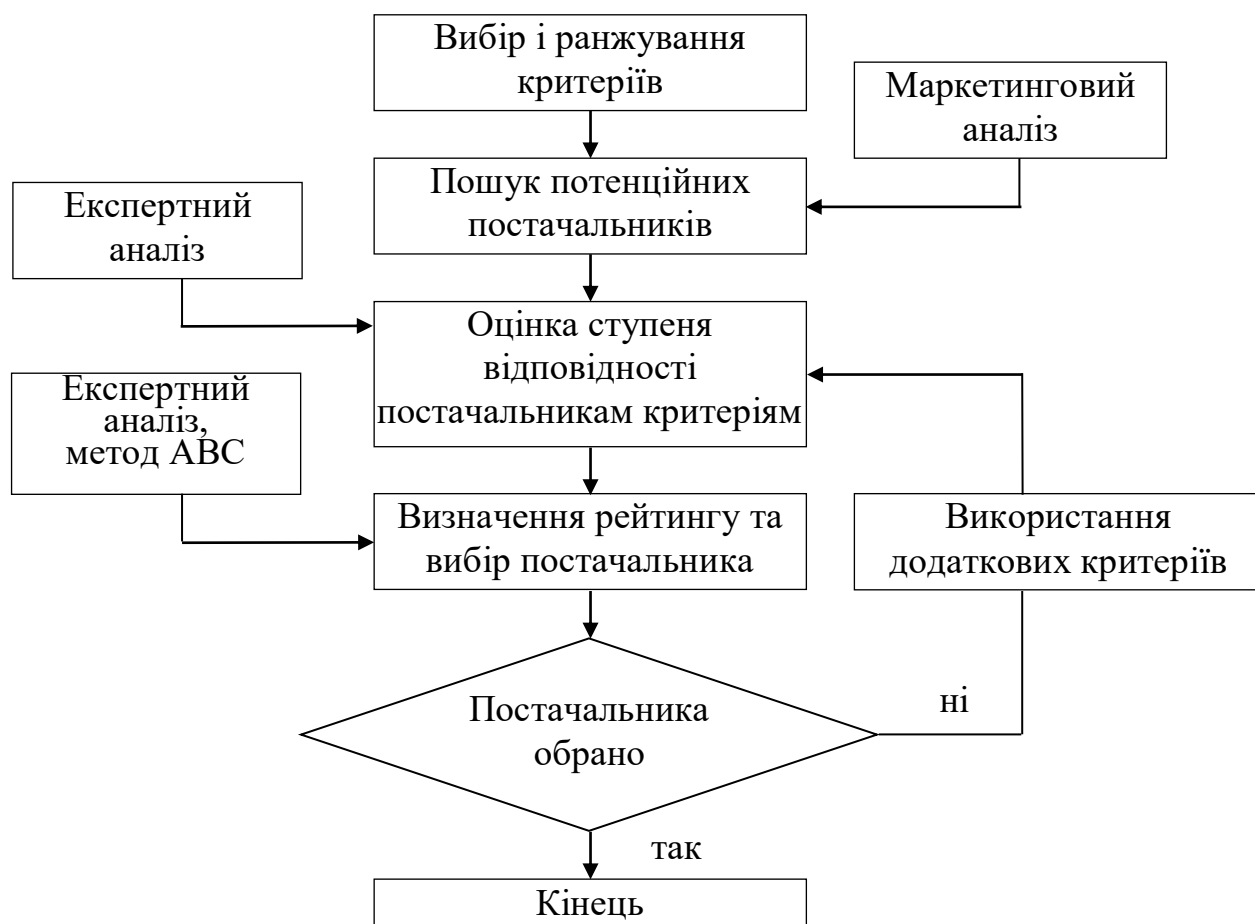 Вибір і ранжування
критеріїв
Маркетинговий
аналіз
Пошук потенційних
постачальників
Експертний
аналіз
Оцінка ступеня
відповідності
постачальникам критеріям
Експертний
аналіз,
метод АВС
Визначення рейтингу та
вибір постачальника
Використання
додаткових критеріїв
Постачальника
обрано
ні
так
Кінець